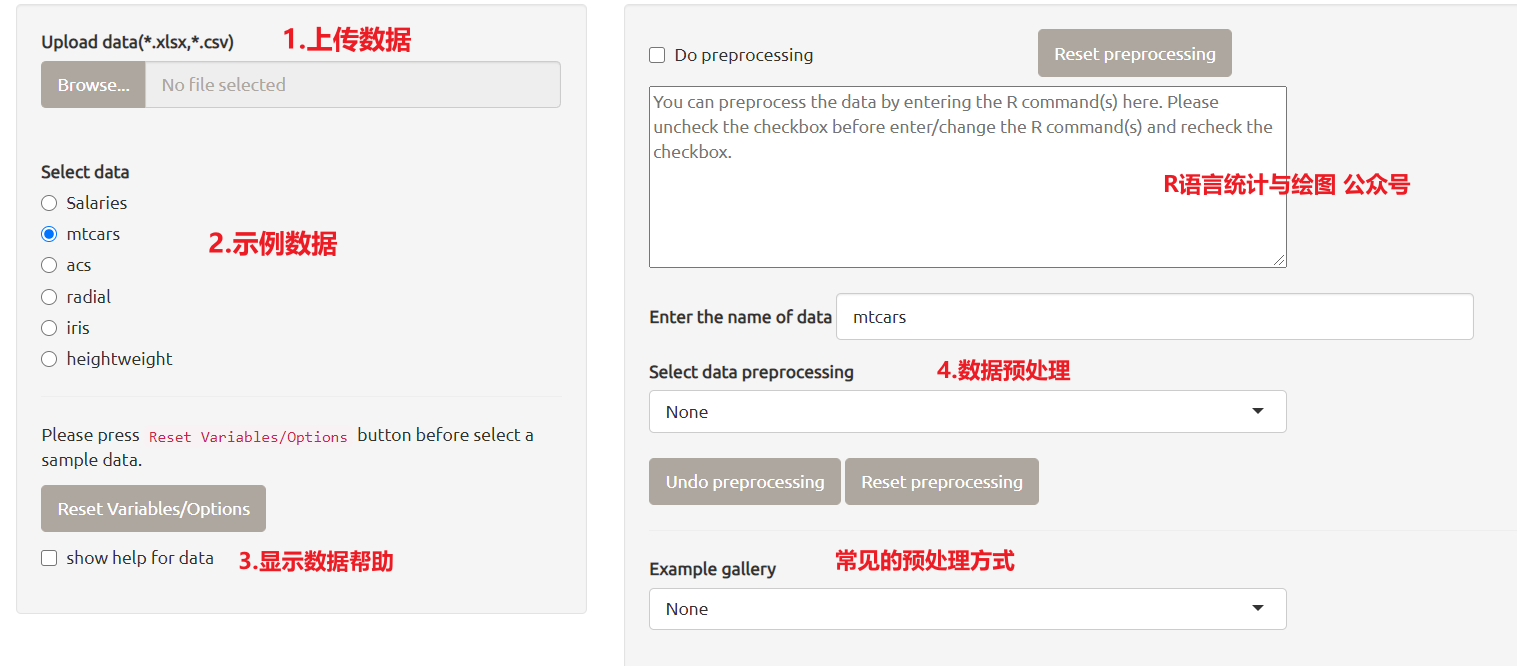 Upload data(*.xlsx,*.csv)
1.上传数据
Browse...
No file selected
Select data
Salaries
mtcars
acs
radial
iris
heightweight
2.示例数据
Please press Reset Variables/Options button before select a
sample data.
Reset Variables/Options
show help for data
3.显示数据帮助
Do preprocessing
Reset preprocessing
You can preprocess the data by entering the R command(s) here. Please
uncheck the checkbox before enter/change the R command(s) and recheck the
checkbox.
R语言统计与绘图 公众号
Enter the name of data
mtcars
Select data preprocessing
4.数据预处理
None
Undo preprocessing
Reset preprocessing
Example gallery
常见的预处理方式
None